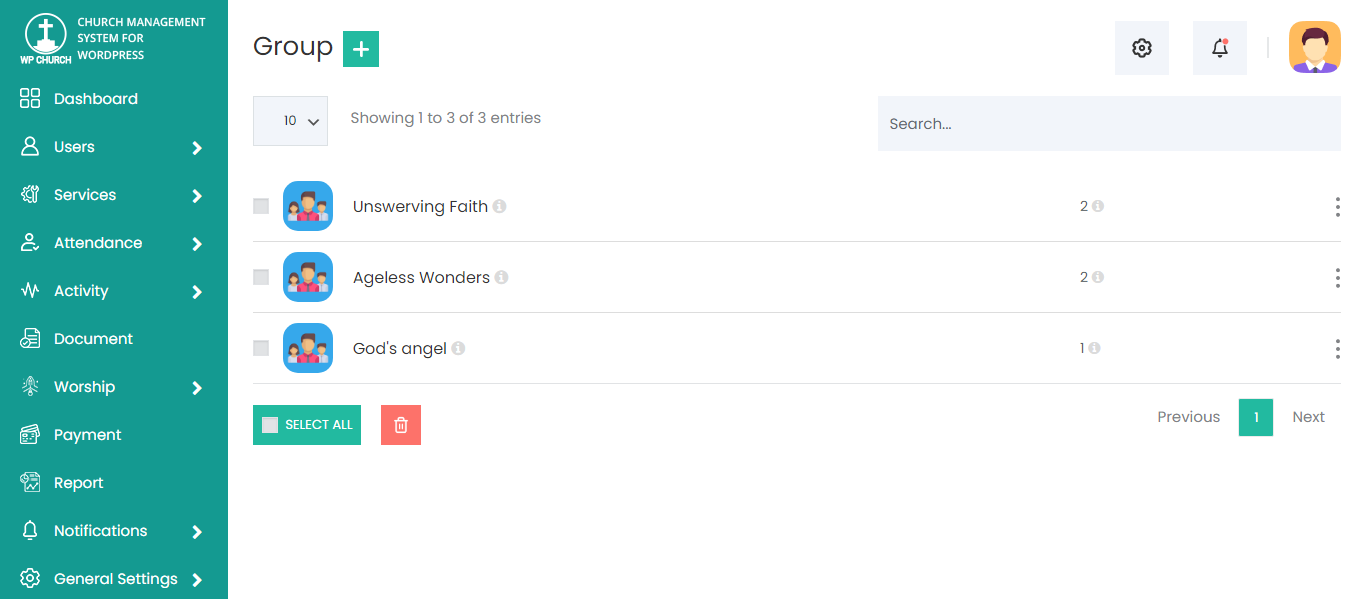 CHURCH MANAGEMENT
SYSTEM FOR
WORDPRESS
WP CHURCH
Dashboard
Users
Services
Attendance
Activity
Document
Worship
Payment
Report
Notifications
General Settings
Group
10
Showing 1 to 3 of 3 entries
Search...
Unswerving Faith
2
Ageless Wonders
2
God's angel
1
SELECT ALL
Previous
1
Next